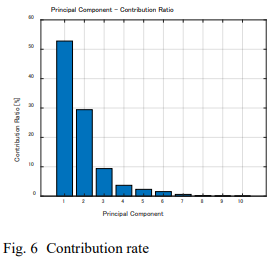 Principal Component - Contribution Ratio
60
50
40
30
20
10
0
Contribution Ratio [%]
1 2 3 4 5 6 7 8 9 10
Principal Component
Fig. 6 Contribution rate